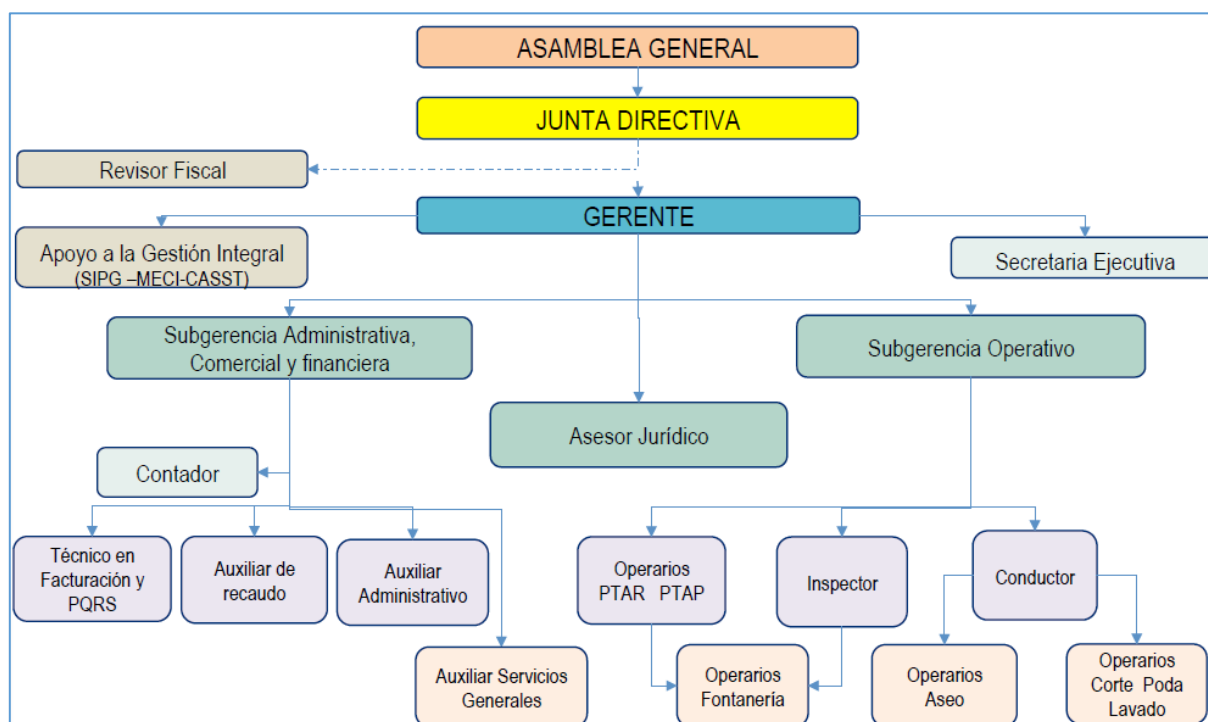 ASAMBLEA GENERAL
JUNTA DIRECTIVA
Revisor Fiscal
GERENTE
Apoyo a la Gestión Integral
(SIPG –MECI-CASST)
Secretaria Ejecutiva
Subgerencia Administrativa,
Comercial y financiera
Subgerencia Operativo
Asesor Jurídico
Contador
Técnico en
Facturación y
PQRS
Auxiliar de
recaudo
Auxiliar
Administrativo
Operarios
PTAR PTAP
Inspector
Conductor
Auxiliar Servicios
Generales
Operarios
Fontanería
Operarios
Aseo
Operarios
Corte Poda
Lavado